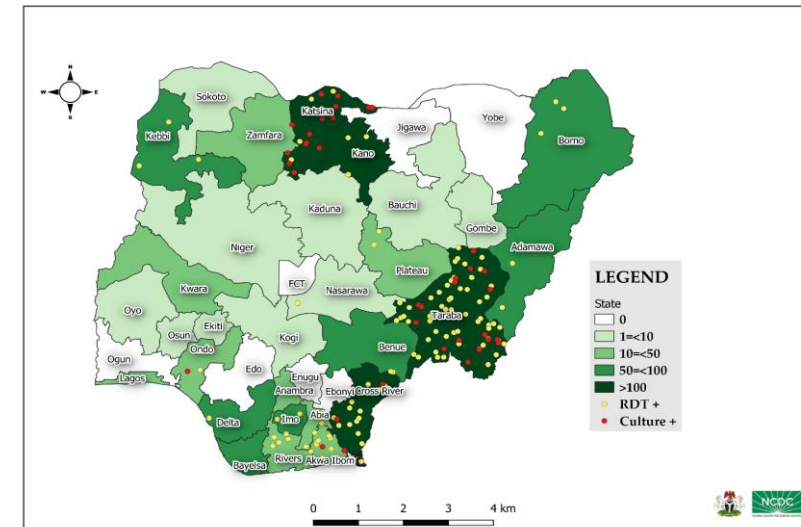 N
W E
S
Sokoto
Katsina
Yobe
Jigawa
Borno
Kebbi
Zamfara
Kano
Kaduna
Bauchi
Gombe
Niger
Adamawa
Plateau
FCT
Kwara
Nasarawa
Taraba
Oyo
Ekiti
Osun
Kogi
Ondo
Benue
Ogun
Edo
Enugu
Lagos
Anambra
Ebonyi
Cross River
Delta
Imo
Abia
Bayelsa
Rivers
Akwa Ibom
LEGEND
State
0
1=<10
10=<50
50=<100
>100
RDT +
Culture +
0 1 2 3 4 km
NCDC